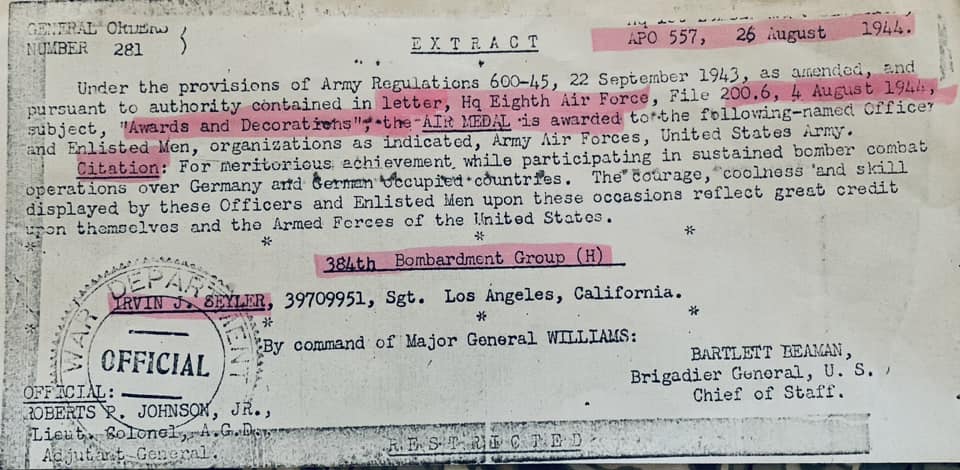 GENERAL ORDERS )
NUMBER 281 )
APO 557, 26 August 1944.
EXTRACT
Under the provisions of Army Regulations 600-45, 22 September 1943, as amended, and
pursuant to authority contained in letter, Hq Eighth Air Force, File 200.6, 4 August 1944,
subject, "Awards and Decorations", the AIR MEDAL is awarded to the following-named Officer
and Enlisted Men, organizations as indicated, Army Air Forces, United States Army.
Citation: For meritorious achievement while participating in sustained bomber combat
operations over Germany and German occupied countries. The courage, coolness and skill
displayed by these Officers and Enlisted Men upon these occasions reflect great credit
upon themselves and the Armed Forces of the United States.
* * *
384th Bombardment Group (H)
IRVIN J. SEYLER, 39709951, Sgt. Los Angeles, California.
* * * *
By command of Major General WILLIAMS:
BARTLETT BEAMAN,
Brigadier General, U. S.
Chief of Staff.
WAR DEPARTMENT
OFFICIAL
OFFICIAL:
ROBERTS P. JOHNSON, JR.,
Lieut. Colonel, A.G.D.,
Adjutant General.
RESTRICTED